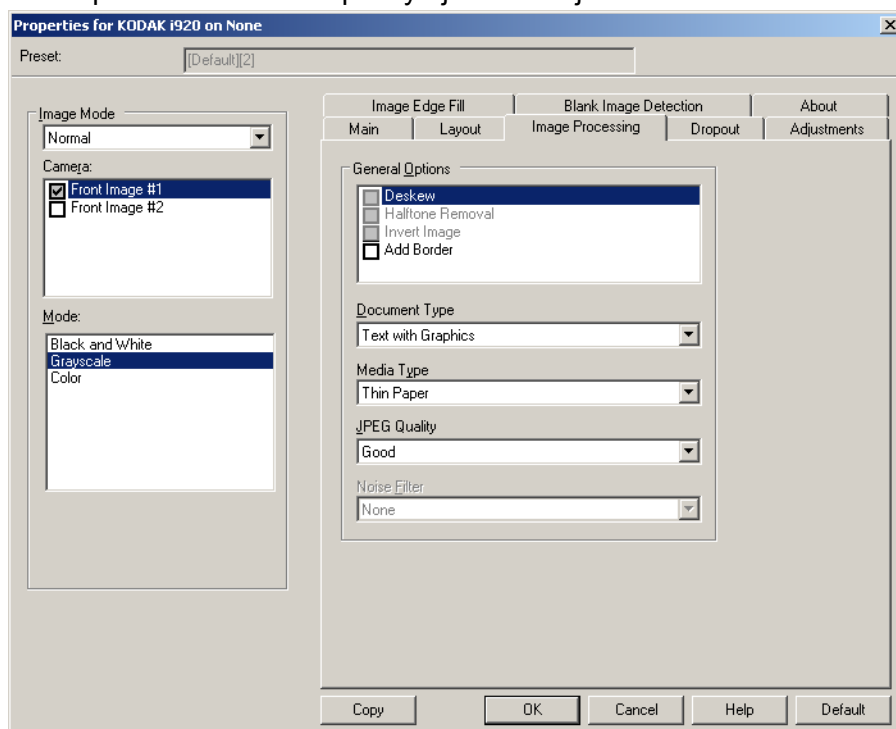 Properties for KODAK i920 on None
Preset:
[Default][2]
Image Mode
Normal
Camera:
Front Image #1
Front Image #2
Mode:
Black and White
Grayscale
Color
Image Edge Fill
Blank Image Detection
About
Main
Layout
Image Processing
Dropout
Adjustments
General Options
Deskew
Halftone Removal
Invert Image
Add Border
Document Type
Text with Graphics
Media Type
Thin Paper
JPEG Quality
Good
Noise Filter
None
Copy
OK
Cancel
Help
Default